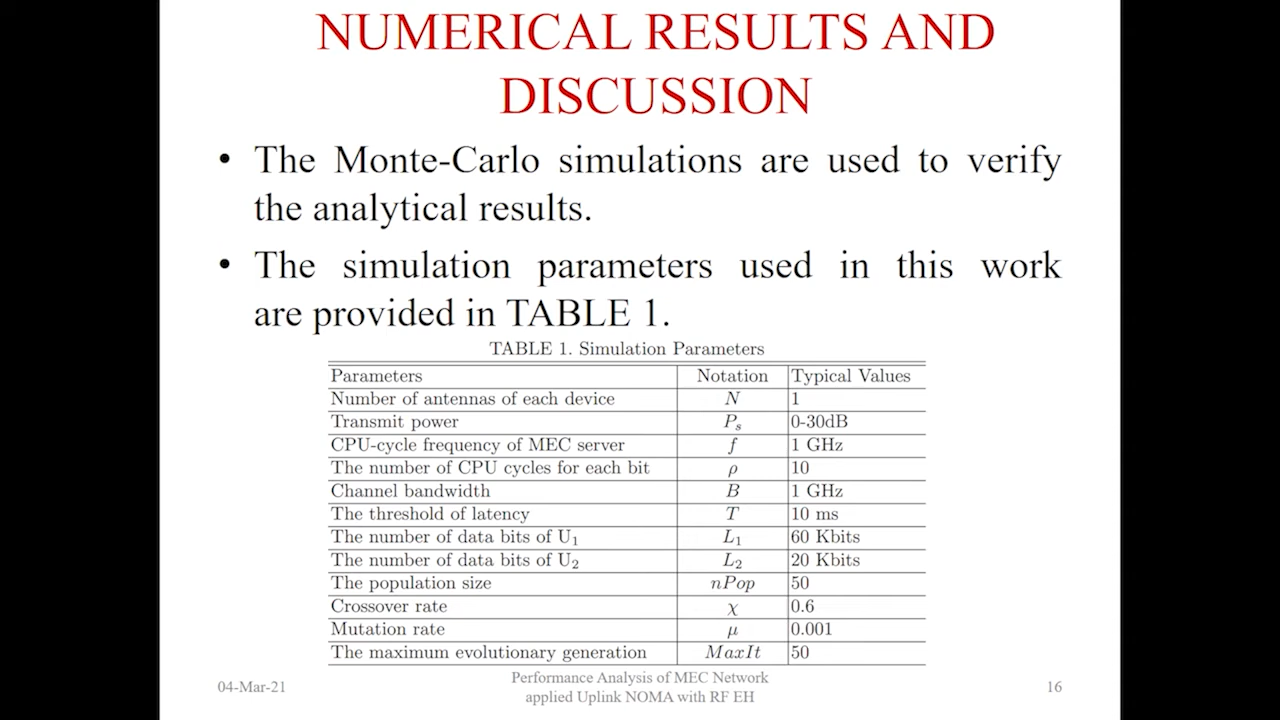 NUMERICAL RESULTS AND
DISCUSSION
• The Monte-Carlo simulations are used to verify
the analytical results.
• The simulation parameters used in this work
are provided in TABLE 1.
TABLE 1. Simulation Parameters
Parameters Notation Typical Values
Number of antennas of each device N 1
Transmit power Pₛ 0-30dB
CPU-cycle frequency of MEC server f 1 GHz
The number of CPU cycles for each bit ρ 10
Channel bandwidth B 1 GHz
The threshold of latency T 10 ms
The number of data bits of U₁ L₁ 60 Kbits
The number of data bits of U₂ L₂ 20 Kbits
The population size nPop 50
Crossover rate χ 0.6
Mutation rate μ 0.001
The maximum evolutionary generation MaxIt 50
04-Mar-21
Performance Analysis of MEC Network
applied Uplink NOMA with RF EH
16